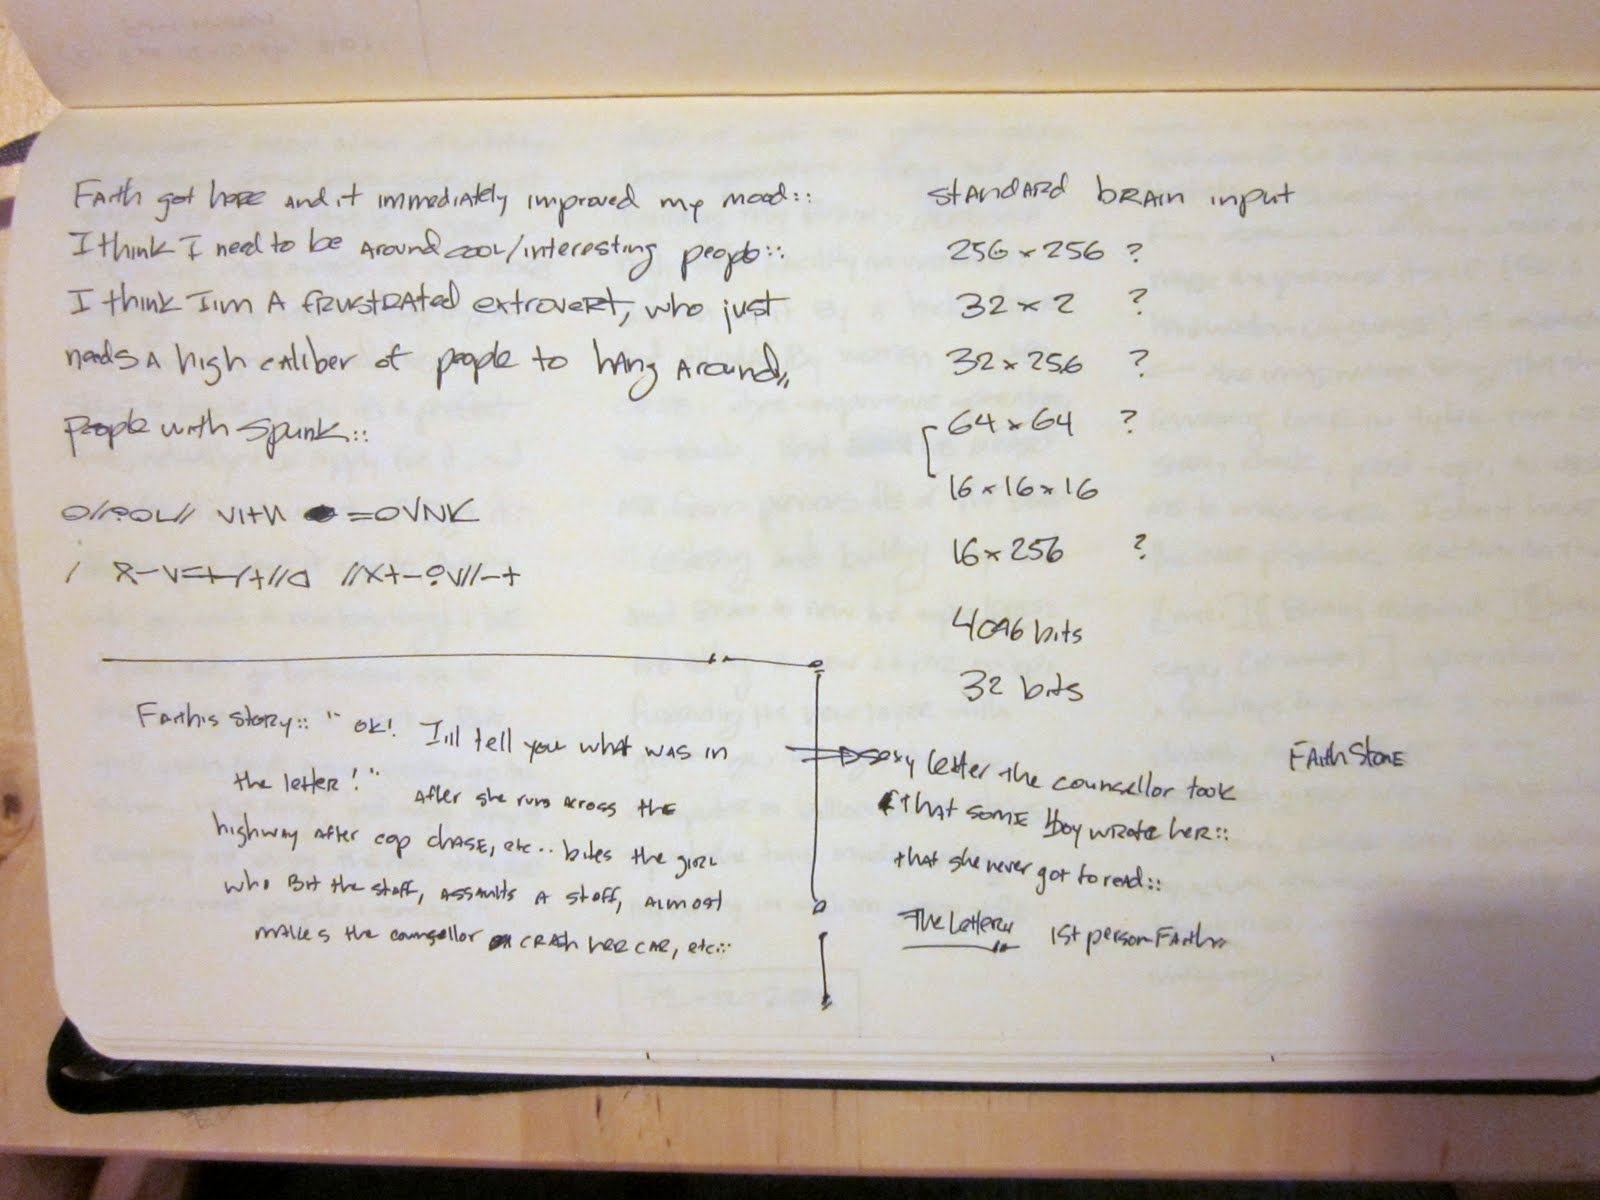 Faith got here and it immediately improved my mood::
I think I need to be around cool/interesting people::
I think I'm a frustrated extrovert, who just
needs a high caliber of people to hang around,,
people with spunk::
Faith's story:: "OK! I'll tell you what was in
the letter!" After she runs across the
highway after cop chase, etc.. bites the girl
who bit the staff, assaults a staff, almost
makes the counsellor crash her car, etc::
standard brain input
256 x 256 ?
32 x 2 ?
32 x 256 ?
64 x 64 ?
16 x 16 x 16
16 x 256 ?
4096 bits
32 bits
sexy letter the counsellor took
that some boy wrote her::
that she never got to read::
The Letter 1st person Faith
Faith Stone